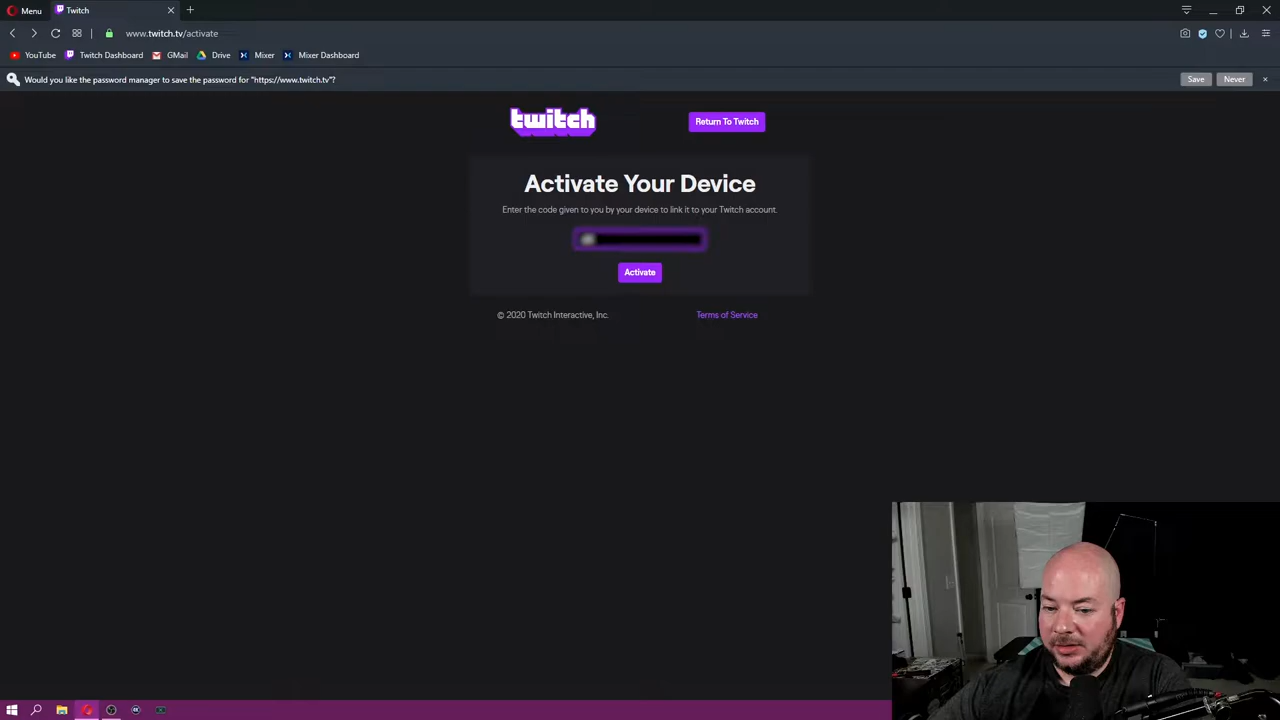 Menu
Twitch
www.twitch.tv/activate
YouTube
Twitch Dashboard
GMail
Drive
Mixer
Mixer Dashboard
Would you like the password manager to save the password for "https://www.twitch.tv"?
Save
Never
twitch
Return To Twitch
Activate Your Device
Enter the code given to you by your device to link it to your Twitch account.
Activate
© 2020 Twitch Interactive, Inc.
Terms of Service